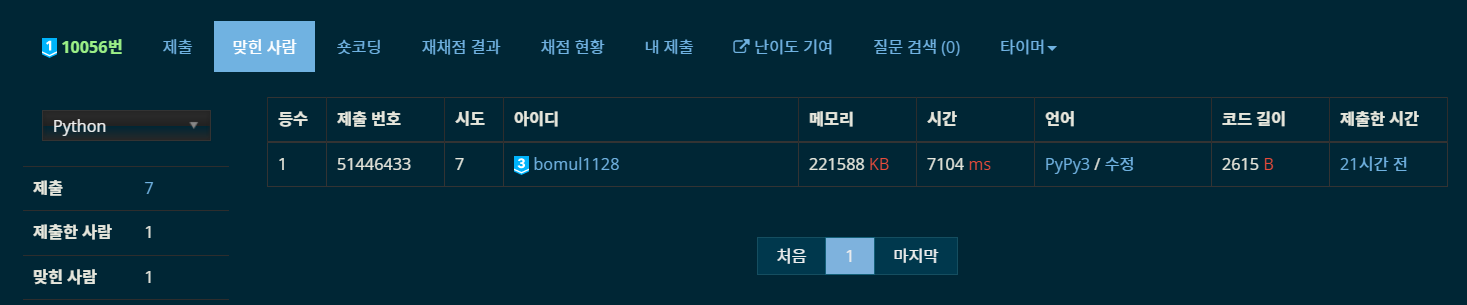 1 10056번 제출 맞힌 사람 숏코딩 재채점 결과 채점 현황 내 제출 난이도 기여 질문 검색 (0) 타이머
Python
제출 7
제출한 사람 1
맞힌 사람 1
등수 제출 번호 시도 아이디 메모리 시간 언어 코드 길이 제출한 시간
1 51446433 7 3 bomul1128 221588 KB 7104 ms PyPy3 / 수정 2615 B 21시간 전
처음 1 마지막